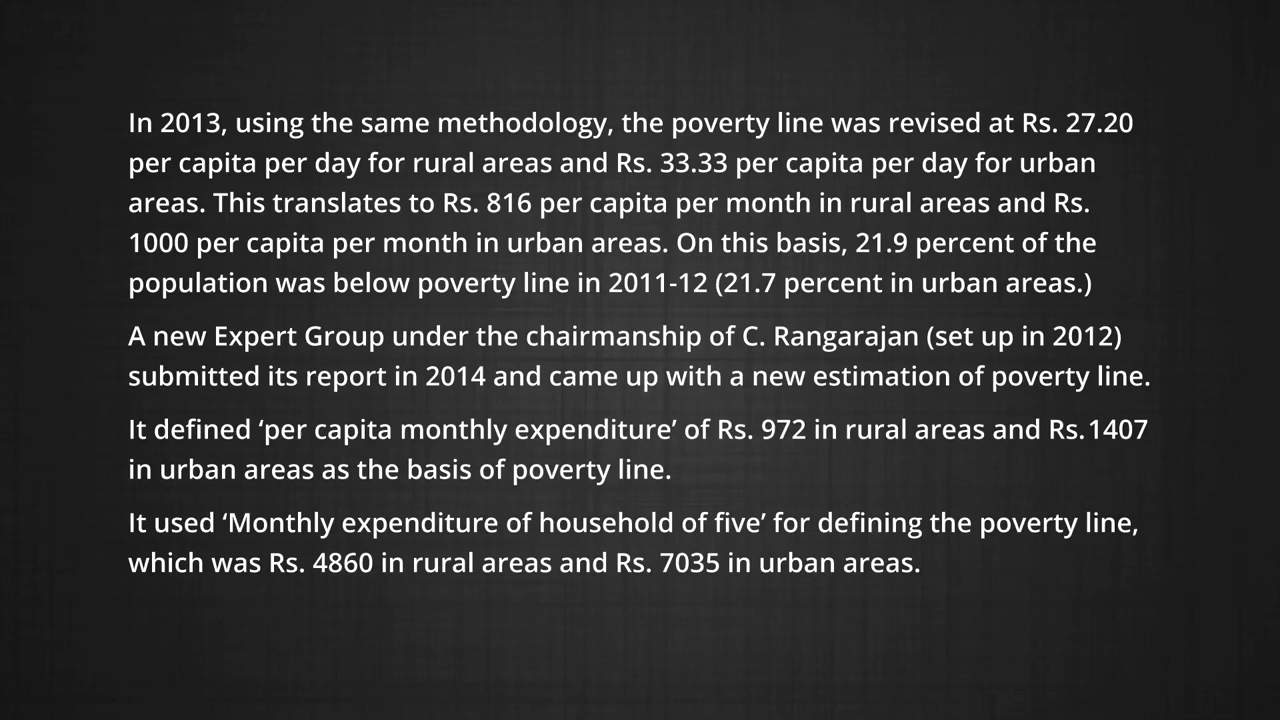 In 2013, using the same methodology, the poverty line was revised at Rs. 27.20
per capita per day for rural areas and Rs. 33.33 per capita per day for urban
areas. This translates to Rs. 816 per capita per month in rural areas and Rs.
1000 per capita per month in urban areas. On this basis, 21.9 percent of the
population was below poverty line in 2011-12 (21.7 percent in urban areas.)
A new Expert Group under the chairmanship of C. Rangarajan (set up in 2012)
submitted its report in 2014 and came up with a new estimation of poverty line.
It defined ‘per capita monthly expenditure’ of Rs. 972 in rural areas and Rs.1407
in urban areas as the basis of poverty line.
It used ‘Monthly expenditure of household of five’ for defining the poverty line,
which was Rs. 4860 in rural areas and Rs. 7035 in urban areas.